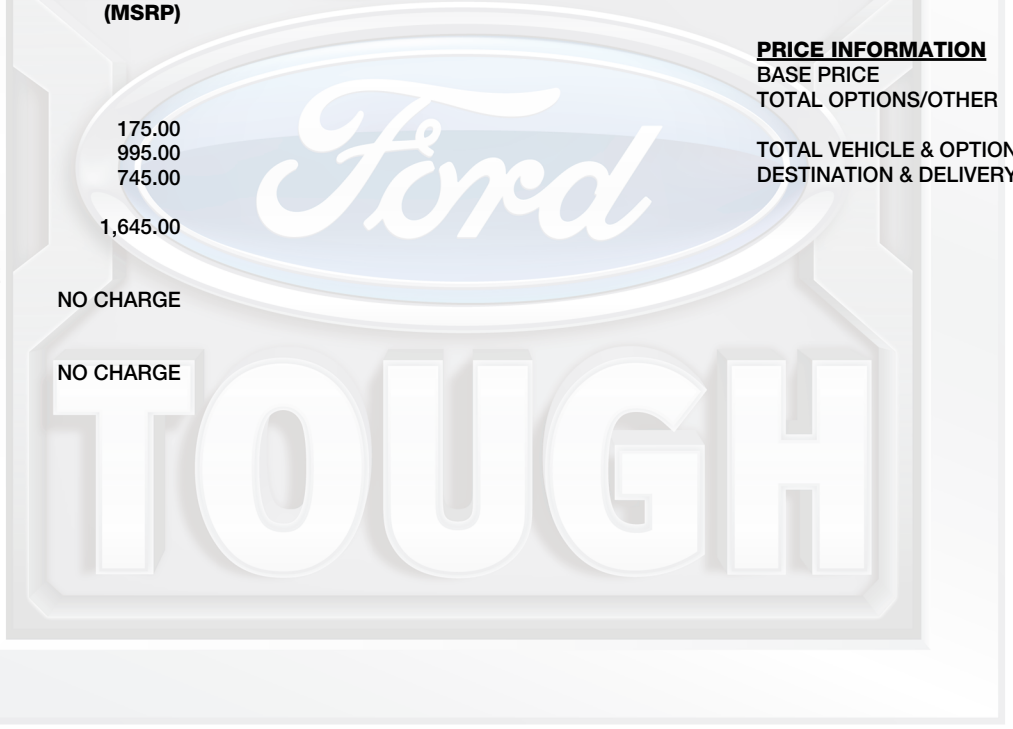 (MSRP)
175.00
995.00
745.00
1,645.00
NO CHARGE
NO CHARGE
PRICE INFORMATION
BASE PRICE
TOTAL OPTIONS/OTHER
TOTAL VEHICLE & OPTION
DESTINATION & DELIVERY
Ford
TOUGH